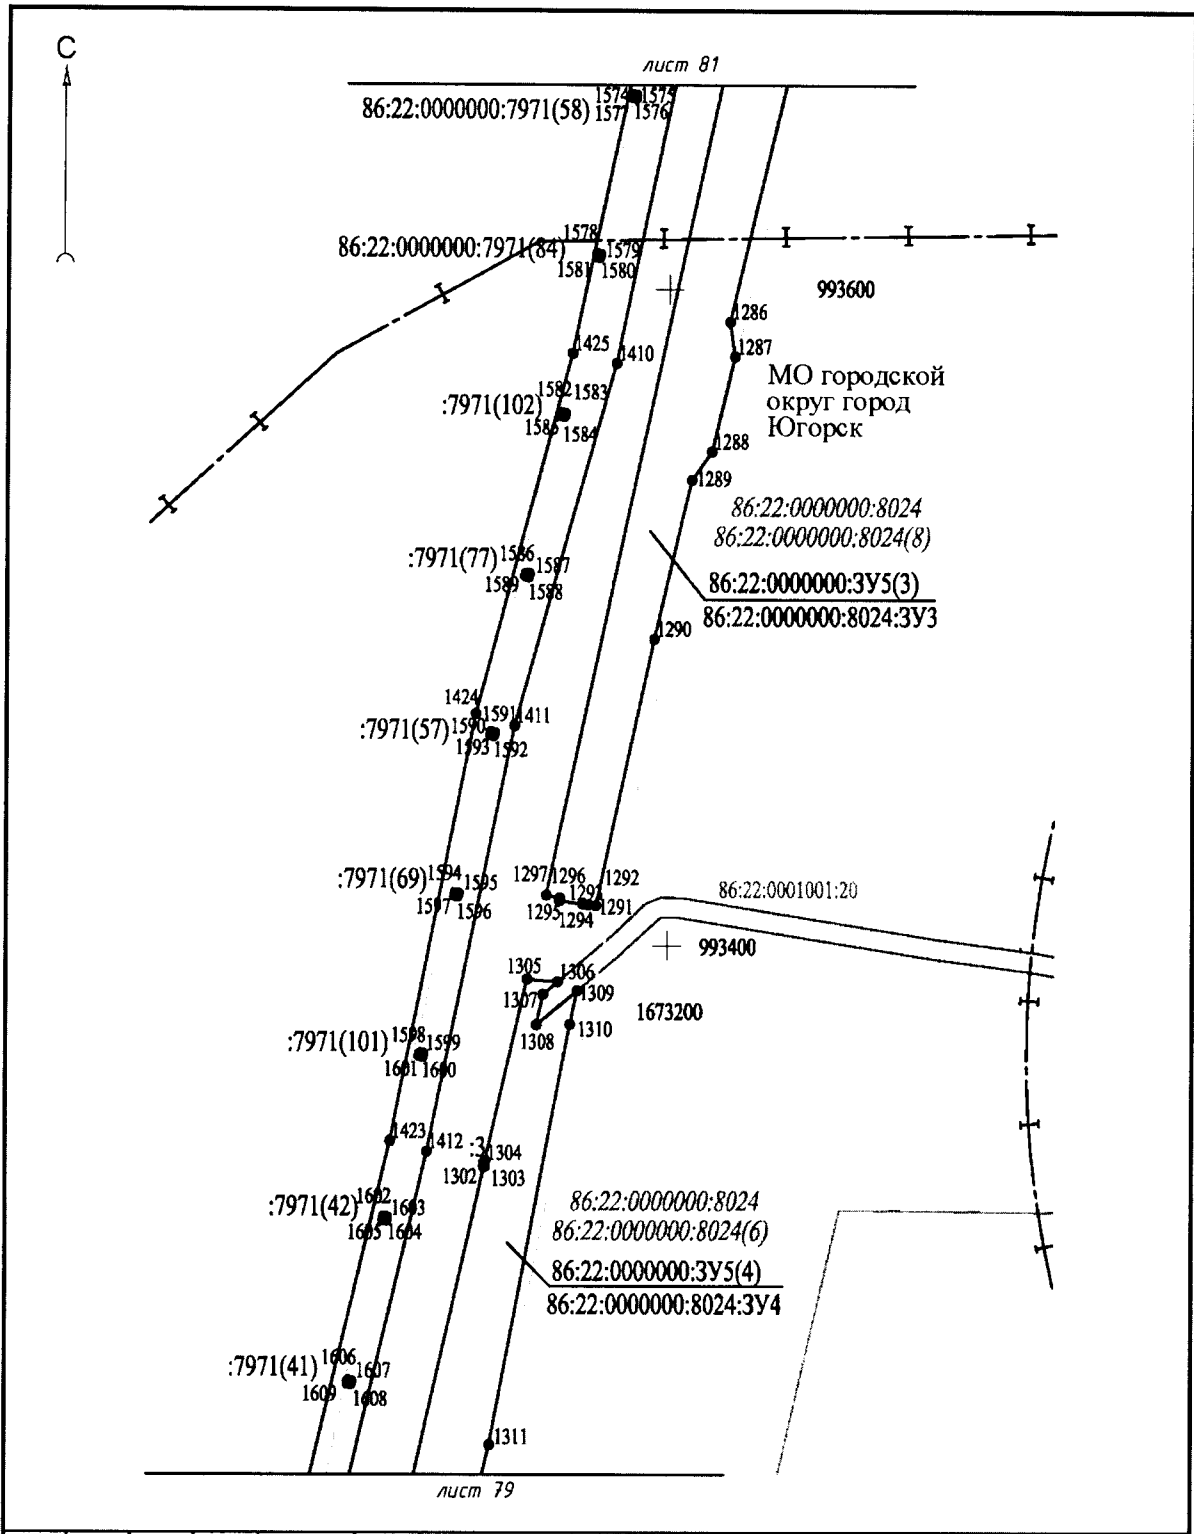 С
лист 81
1574 1575
86:22:0000000:7971(58) 1577 1576
1578
86:22:0000000:7971(84) 1579
1581 1580
993600
1286
1425 1410 1287
МО городской
округ город
Югорск
1582 1583
:7971(102)
1585 1584
1288
1289
86:22:0000000:8024
86:22:0000000:8024(8)
:7971(77) 1586 1587
1589 1588
86:22:0000000:ЗУ5(3)
86:22:0000000:8024:ЗУ3
1290
1424
1591 1411
:7971(57) 1590
1593 1592
:7971(69) 1594 1595
1597 1596
1297 1296 1292
1293
1295 1294 1291
86:22:0001001:20
993400
1305 1306
1307 1309
1308 1310
1673200
:7971(101) 1598 1599
1601 1600
1423
1412 :3 1304
1302 1303
:7971(42) 1602 1603
1605 1604
86:22:0000000:8024
86:22:0000000:8024(6)
86:22:0000000:ЗУ5(4)
86:22:0000000:8024:ЗУ4
:7971(41) 1606 1607
1609 1608
1311
лист 79